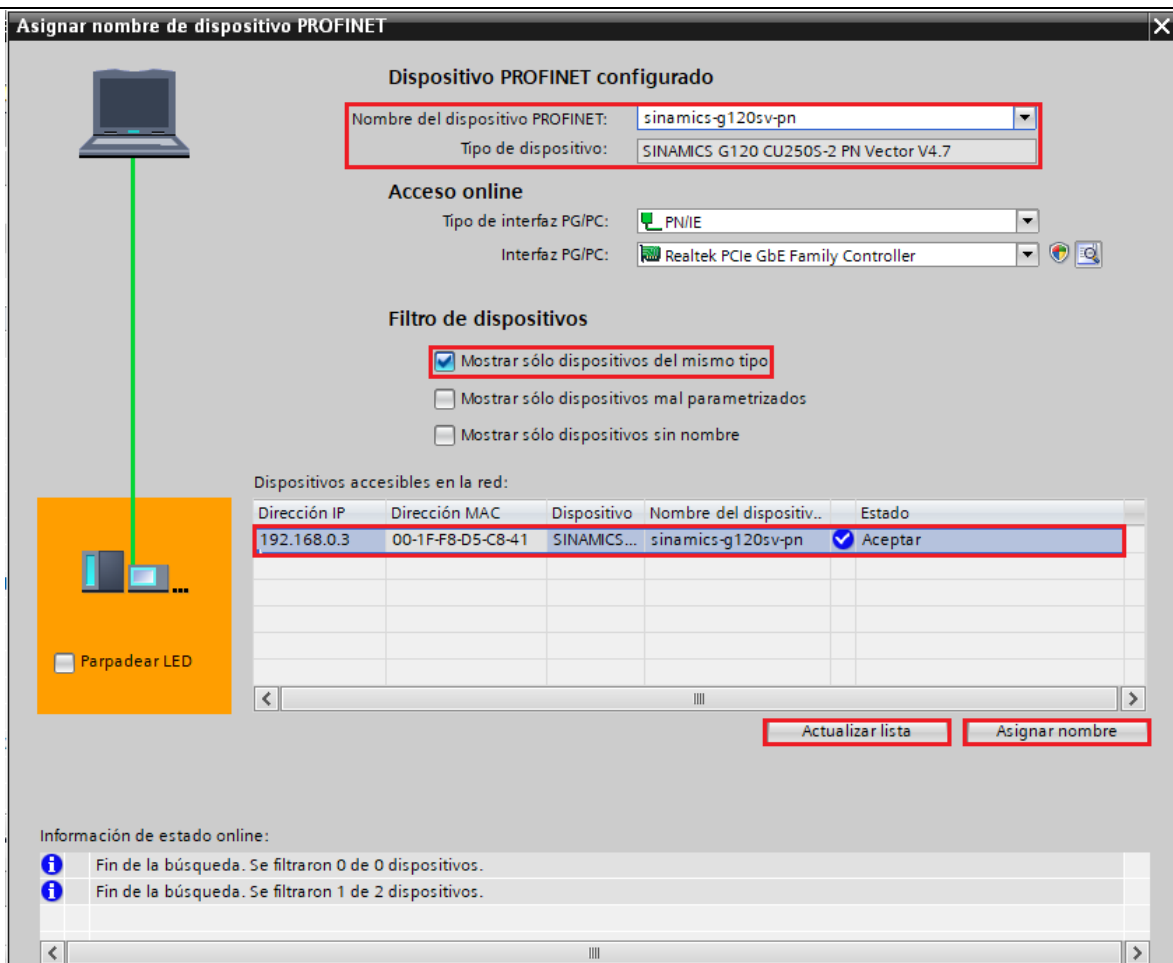 Asignar nombre de dispositivo PROFINET
Dispositivo PROFINET configurado
Nombre del dispositivo PROFINET: sinamics-g120sv-pn
Tipo de dispositivo: SINAMICS G120 CU250S-2 PN Vector V4.7
Acceso online
Tipo de interfaz PG/PC: PN/IE
Interfaz PG/PC: Realtek PCIe GbE Family Controller
Filtro de dispositivos
Mostrar sólo dispositivos del mismo tipo
Mostrar sólo dispositivos mal parametrizados
Mostrar sólo dispositivos sin nombre
Dispositivos accesibles en la red:
Dirección IP Dirección MAC Dispositivo Nombre del dispositiv... Estado
192.168.0.3 00-1F-F8-D5-C8-41 SINAMICS... sinamics-g120sv-pn Aceptar
Parpadear LED
Actualizar lista Asignar nombre
Información de estado online:
Fin de la búsqueda. Se filtraron 0 de 0 dispositivos.
Fin de la búsqueda. Se filtraron 1 de 2 dispositivos.